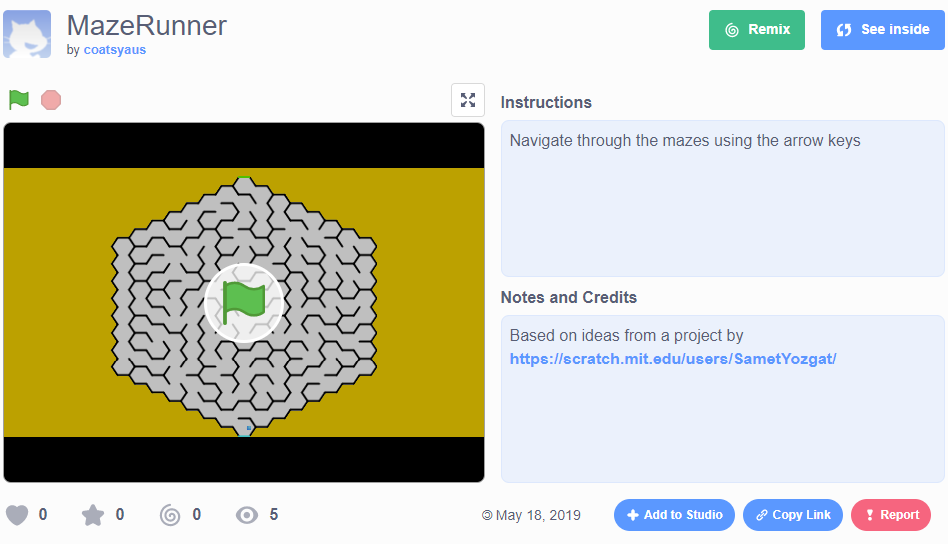 MazeRunner
by coatsyaus
Remix
See inside
Instructions
Navigate through the mazes using the arrow keys
Notes and Credits
Based on ideas from a project by
https://scratch.mit.edu/users/SametYozgat/
0
0
0
5
© May 18, 2019
Add to Studio
Copy Link
Report